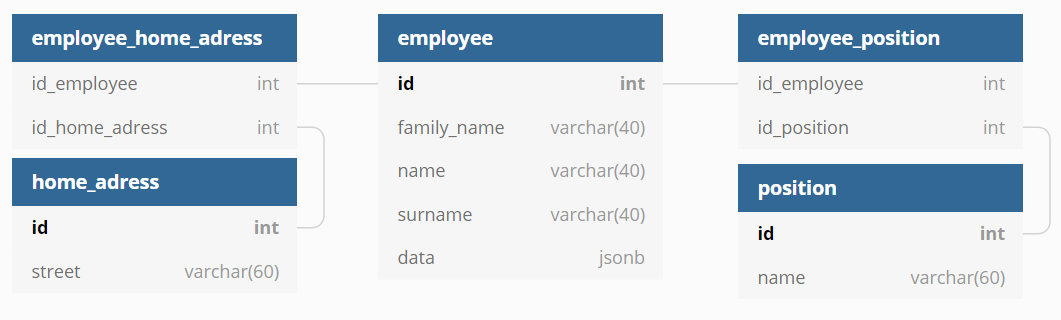 employee_home_adress
id_employee int
id_home_adress int
home_adress
id int
street varchar(60)
employee
id int
family_name varchar(40)
name varchar(40)
surname varchar(40)
data jsonb
employee_position
id_employee int
id_position int
position
id int
name varchar(60)